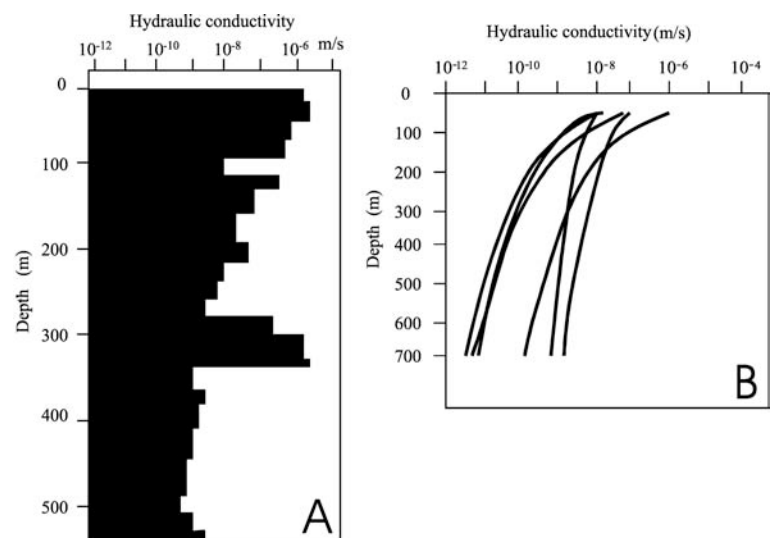 Hydraulic conductivity
10-12 10-10 10-8 10-6 m/s
0
100
200
300
400
500
Depth (m)
A
Hydraulic conductivity (m/s)
10-12 10-10 10-8 10-6 10-4
0
100
200
300
400
500
600
700
Depth (m)
B